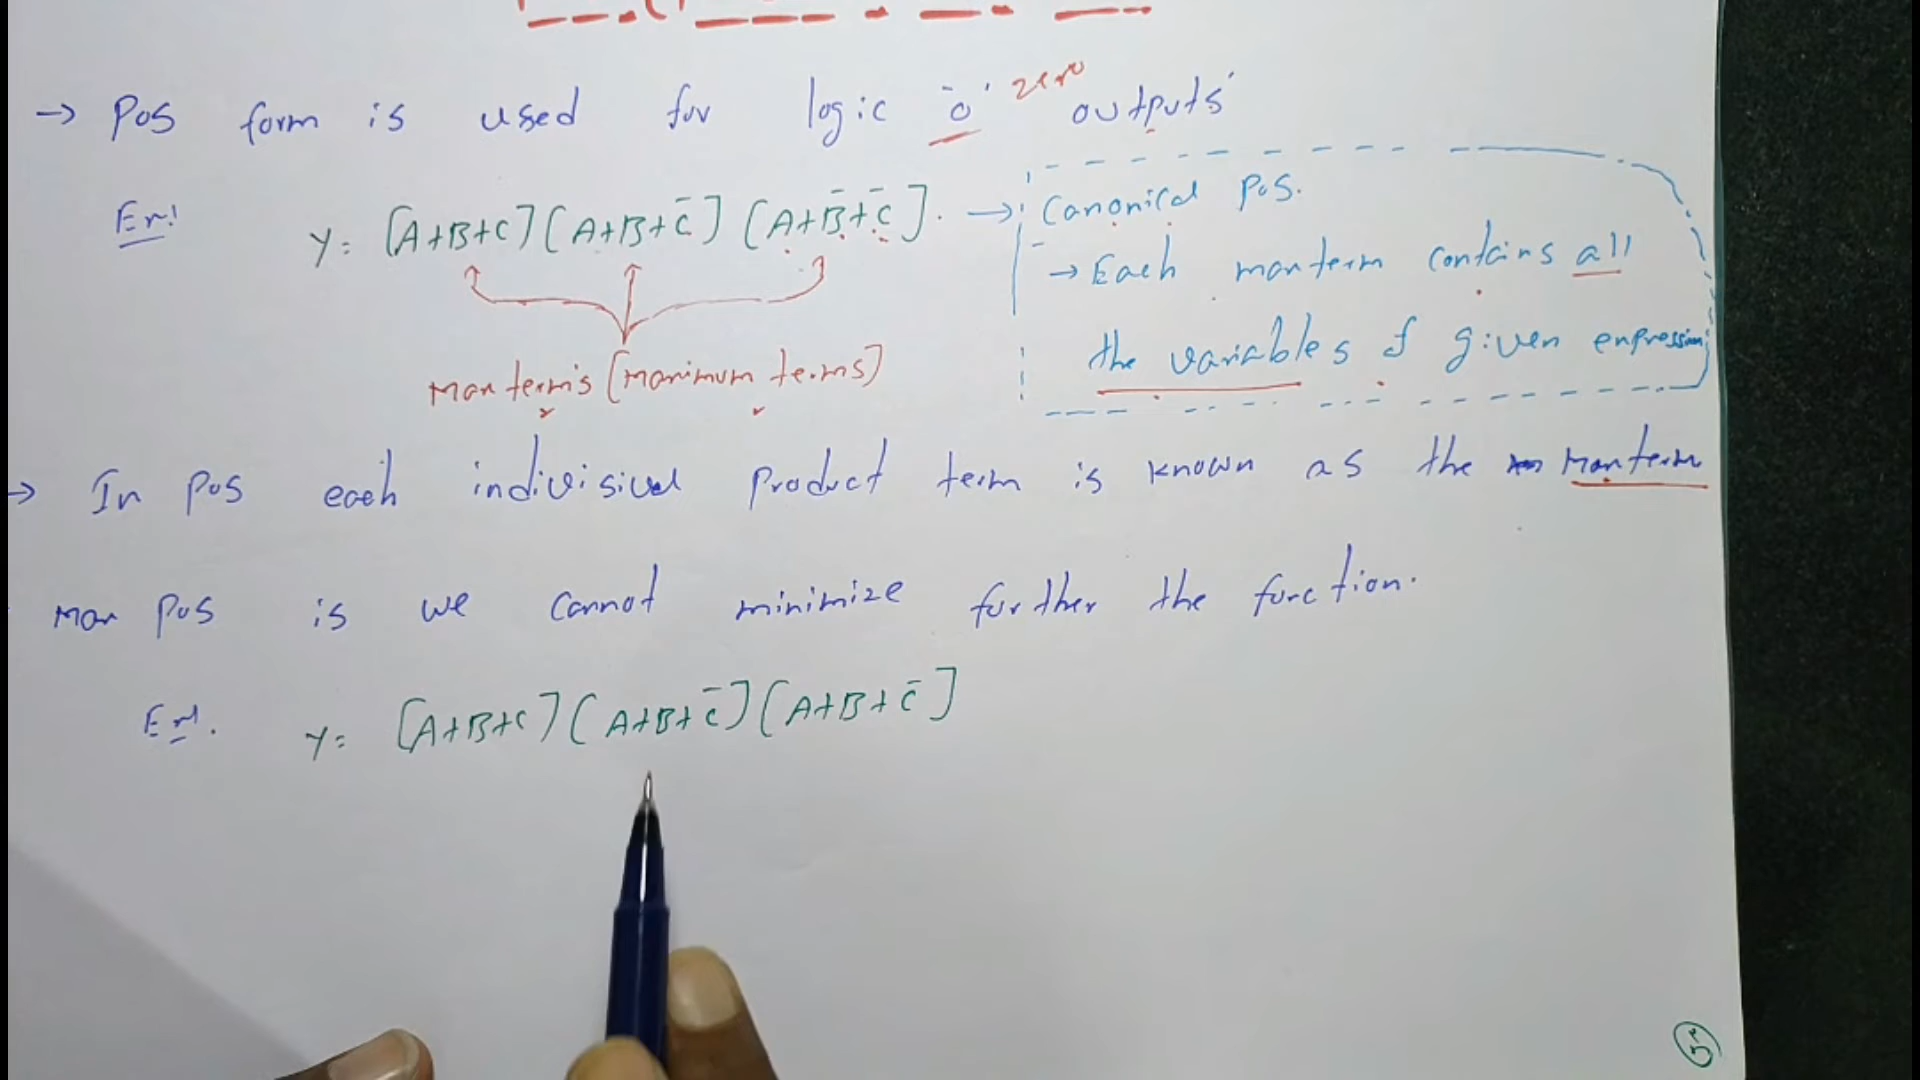 → Pos form is used for logic 'o' zero outputs'
Ex! Y= [A+B+C] [A+B+C̄] [A+B̄+C̄]. → Canonical Pos.
→ Each maxterm contains all
the variables of given expression
Maxterm's [Maximum terms]
→ In Pos each indivisival product term is known as the Maxterm
Max Pos is we cannot minimize further the function.
Ex!. Y= [A+B+C] [A+B+C̄] [A+B+C̄]